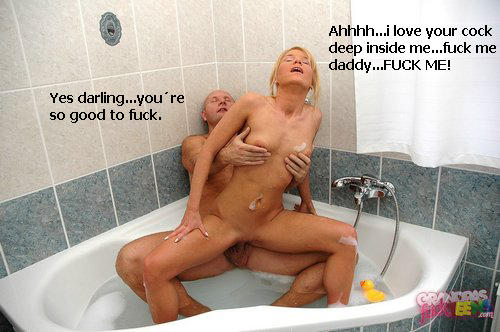 Ahhhh...i love your cock
deep inside me...fuck me
daddy...FUCK ME!
Yes darling...you´re
so good to fuck.
GRANDPAS
.com